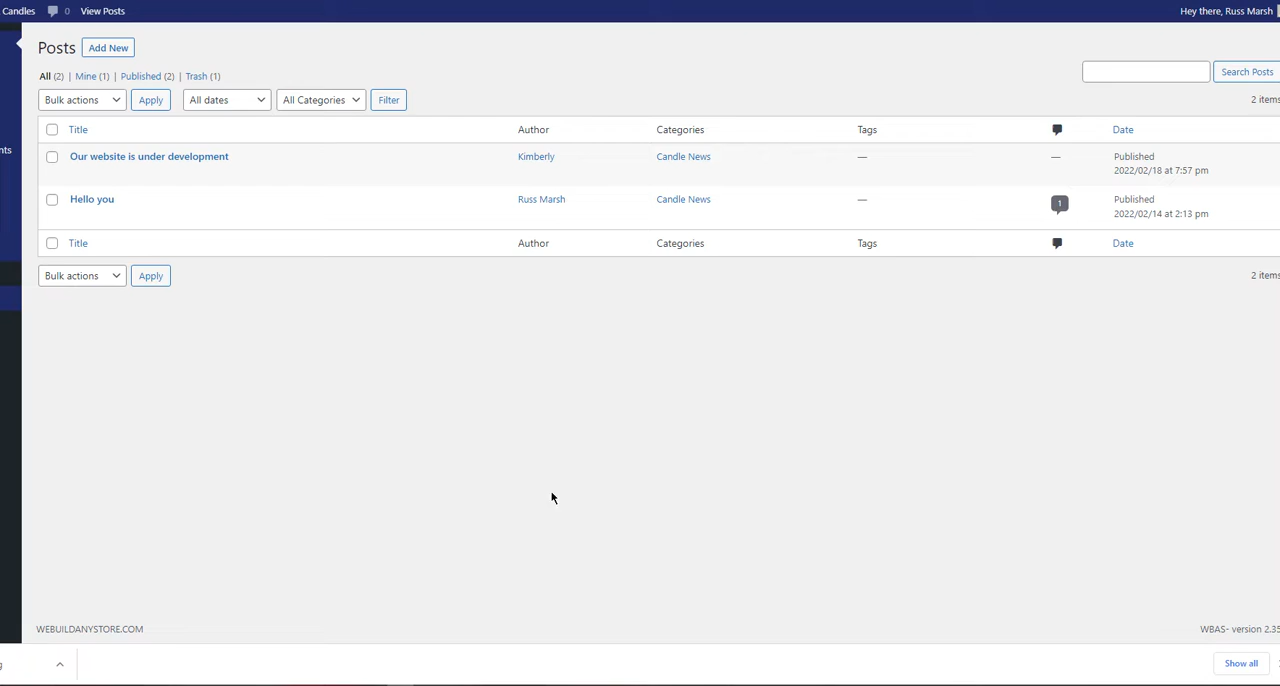 Candles 0 View Posts Hey there, Russ Marsh
Posts Add New
All (2) | Mine (1) | Published (2) | Trash (1)
Search Posts
Bulk actions Apply All dates All Categories Filter 2 items
Title Author Categories Tags Date
Our website is under development Kimberly Candle News — — Published
2022/02/18 at 7:57 pm
Hello you Russ Marsh Candle News — 1 Published
2022/02/14 at 2:13 pm
Title Author Categories Tags Date
Bulk actions Apply 2 items
WEBUILDANYSTORE.COM WBAS- version 2.35
Show all